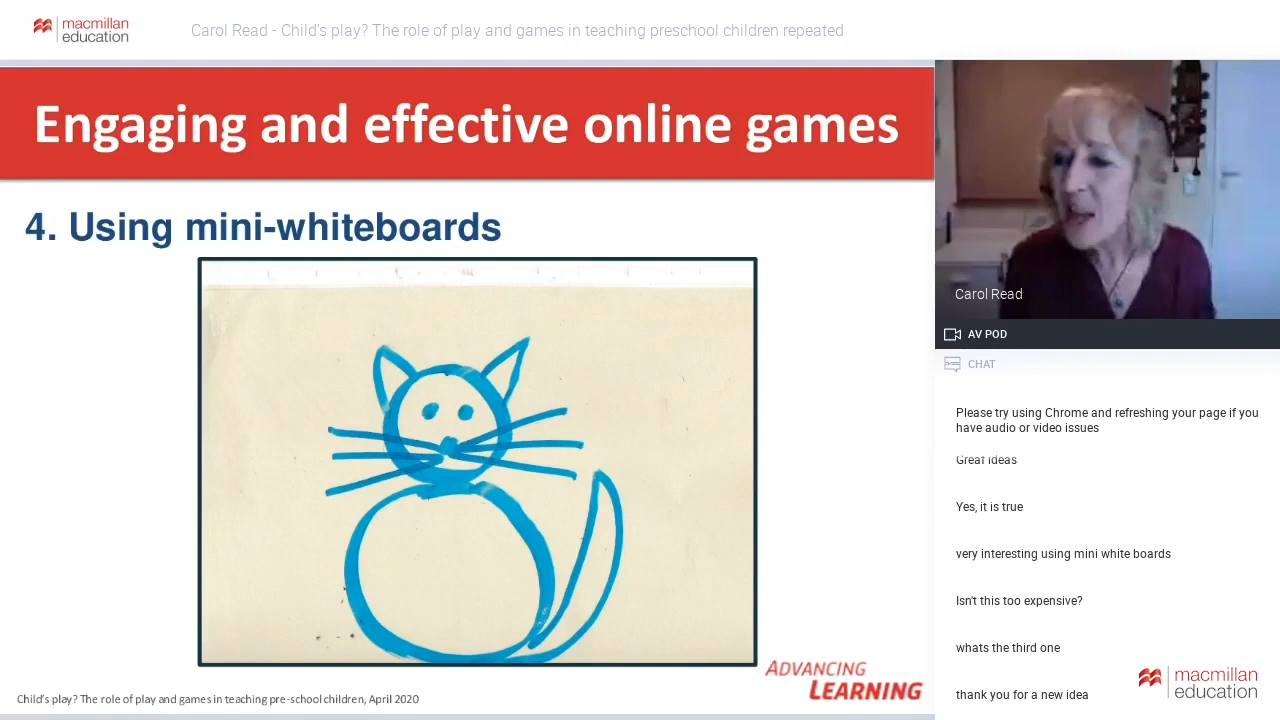 macmillan
education
Carol Read - Child's play? The role of play and games in teaching preschool children repeated
Engaging and effective online games
4. Using mini-whiteboards
ADVANCING
LEARNING
Child's play? The role of play and games in teaching pre-school children, April 2020
Carol Read
AV POD
CHAT
Please try using Chrome and refreshing your page if you
have audio or video issues
Great ideas
Yes, it is true
very interesting using mini white boards
Isn't this too expensive?
whats the third one
thank you for a new idea
macmillan
education